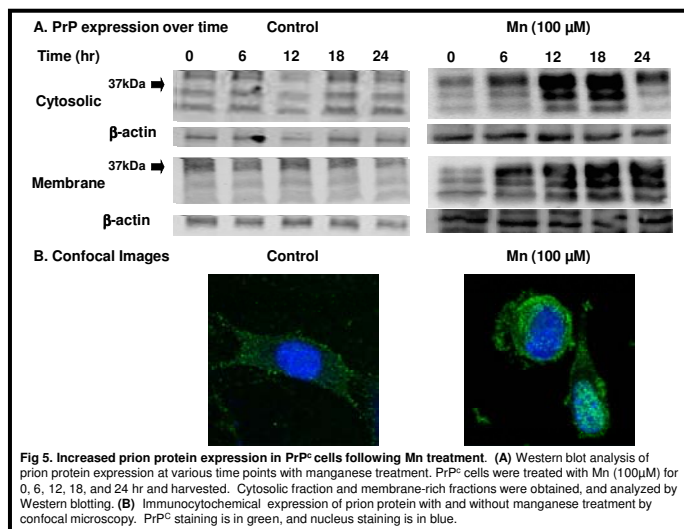 A. PrP expression over time Control Mn (100 µM)
Time (hr) 0 6 12 18 24 0 6 12 18 24
37kDa
Cytosolic
β-actin
37kDa
Membrane
β-actin
B. Confocal Images Control Mn (100 µM)
Fig 5. Increased prion protein expression in PrPᶜ cells following Mn treatment. (A) Western blot analysis of
prion protein expression at various time points with manganese treatment. PrPᶜ cells were treated with Mn (100µM) for
0, 6, 12, 18, and 24 hr and harvested. Cytosolic fraction and membrane-rich fractions were obtained, and analyzed by
Western blotting. (B) Immunocytochemical expression of prion protein with and without manganese treatment by
confocal microscopy. PrPᶜ staining is in green, and nucleus staining is in blue.